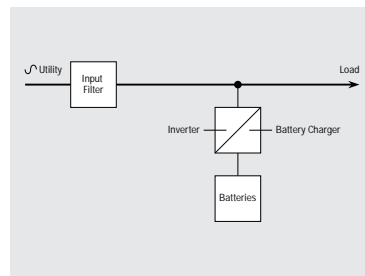 Utility
Load
Input
Filter
Inverter
Battery Charger
Batteries